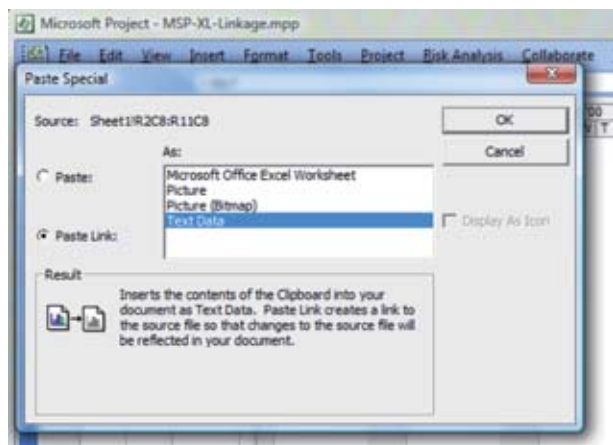 Microsoft Project - MSP-XL-Linkage.mpp
File Edit View Insert Format Tools Project Risk Analysis Collaborate
Paste Special
Source: Sheet1!R2C8:R11C8
OK
As:
Cancel
Paste:
Microsoft Office Excel Worksheet
Picture
Picture (Bitmap)
Text Data
Display As Icon
Paste Link:
Result
Inserts the contents of the Clipboard into your
document as Text Data. Paste Link creates a link to
the source file so that changes to the source file will
be reflected in your document.